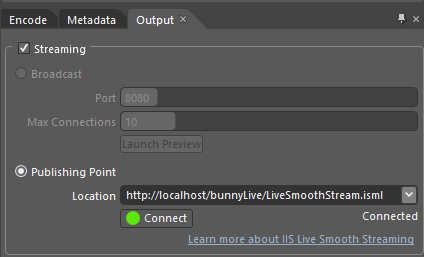 Encode Metadata Output
Streaming
Broadcast
Port 8080
Max Connections 10
Launch Preview
Publishing Point
Location http://localhost/bunnyLive/LiveSmoothStream.isml
Connect Connected
Learn more about IIS Live Smooth Streaming